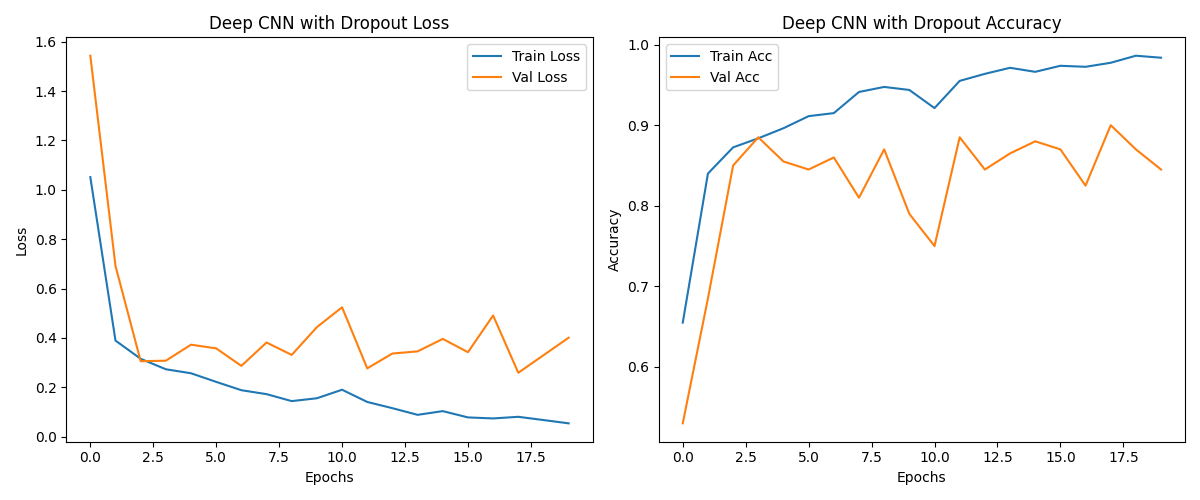 Deep CNN with Dropout Loss
1.6
1.4
1.2
1.0
0.8
0.6
0.4
0.2
0.0
Loss
Train Loss
Val Loss
0.0 2.5 5.0 7.5 10.0 12.5 15.0 17.5
Epochs
Deep CNN with Dropout Accuracy
1.0
0.9
0.8
0.7
0.6
Accuracy
Train Acc
Val Acc
0.0 2.5 5.0 7.5 10.0 12.5 15.0 17.5
Epochs